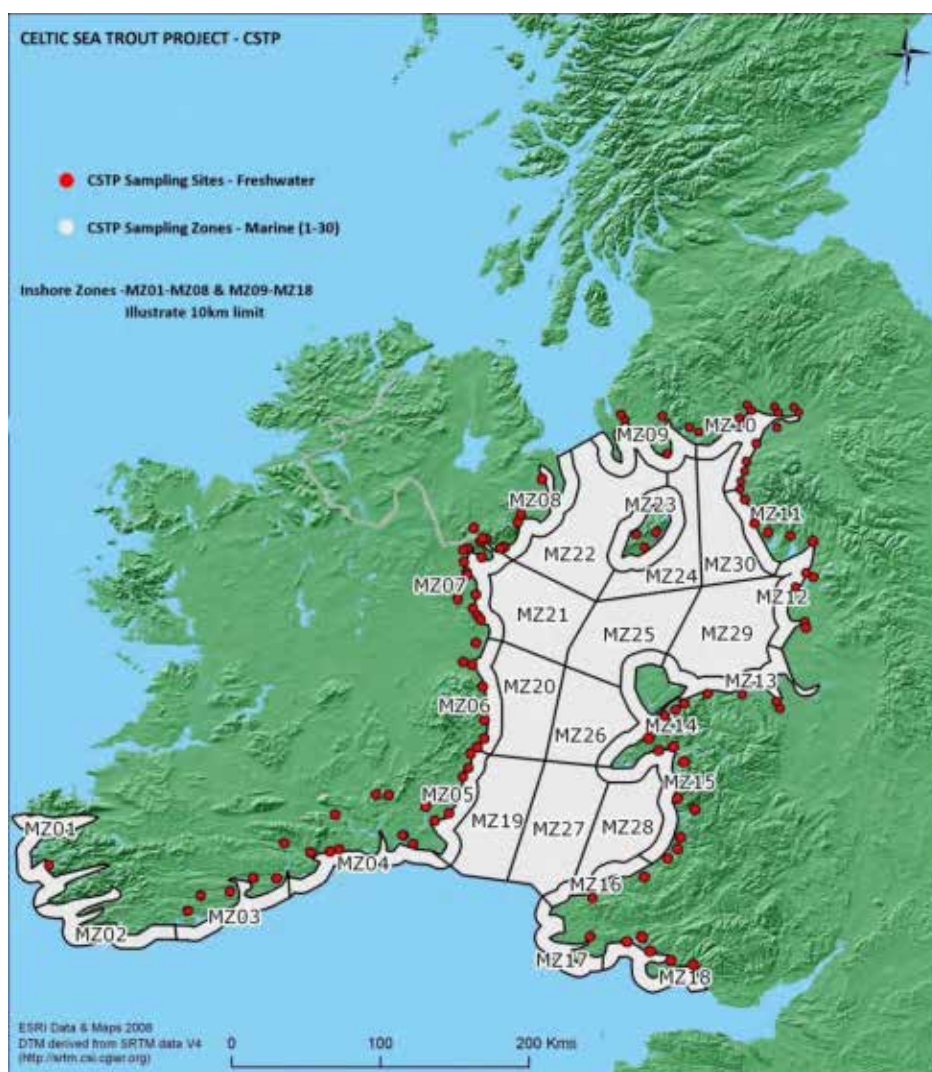 CELTIC SEA TROUT PROJECT - CSTP
CSTP Sampling Sites - Freshwater
CSTP Sampling Zones - Marine (1-30)
Inshore Zones -MZ01-MZ08 & MZ09-MZ18
Illustrate 10km limit
MZ09
MZ10
MZ08
MZ23
MZ11
MZ22
MZ30
MZ24
MZ07
MZ12
MZ21
MZ25
MZ29
MZ20
MZ13
MZ06
MZ14
MZ26
MZ15
MZ05
MZ19
MZ27
MZ28
MZ01
MZ04
MZ16
MZ03
MZ02
MZ17
MZ18
ESRI Data & Maps 2008
DTM derived from SRTM data V4
(http://srtm.csi.cgiar.org)
0 100 200 Kms